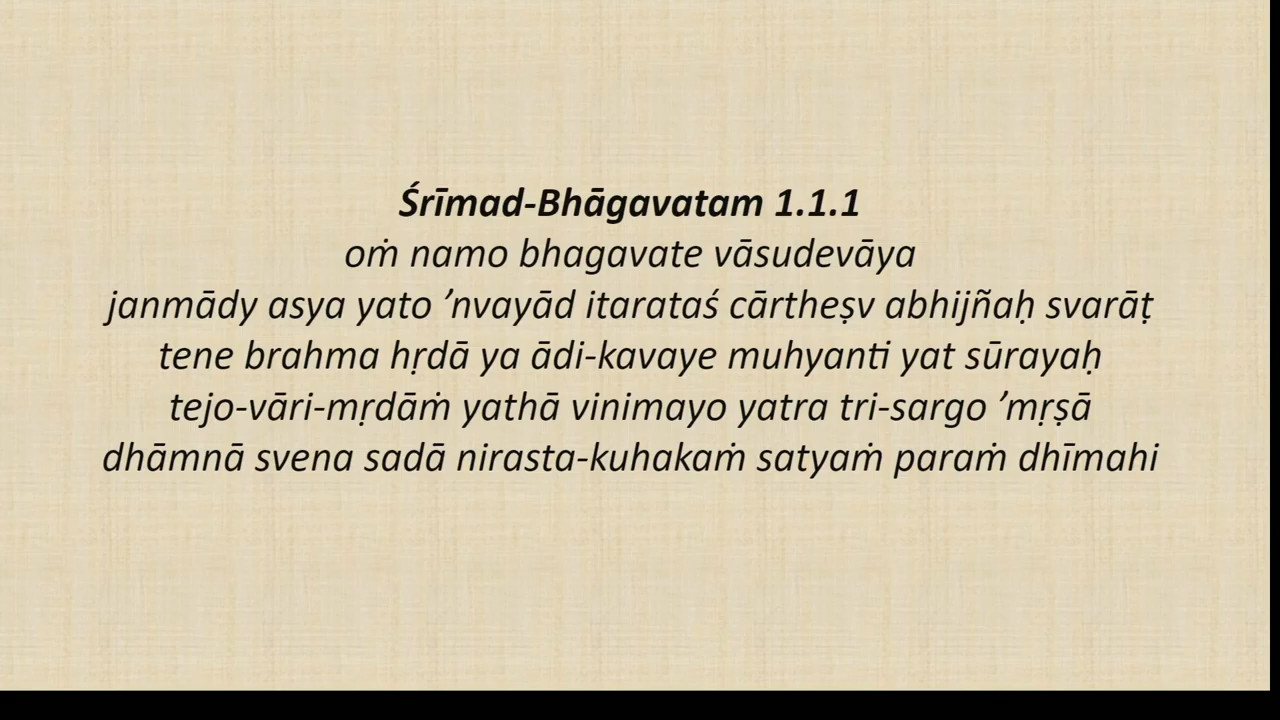 Śrīmad-Bhāgavatam 1.1.1
oṁ namo bhagavate vāsudevāya
janmādy asya yato ’nvayād itarataś cārtheṣv abhijñaḥ svarāṭ
tene brahma hṛdā ya ādi-kavaye muhyanti yat sūrayaḥ
tejo-vāri-mṛdāṁ yathā vinimayo yatra tri-sargo ’mṛṣā
dhāmnā svena sadā nirasta-kuhakaṁ satyaṁ paraṁ dhīmahi